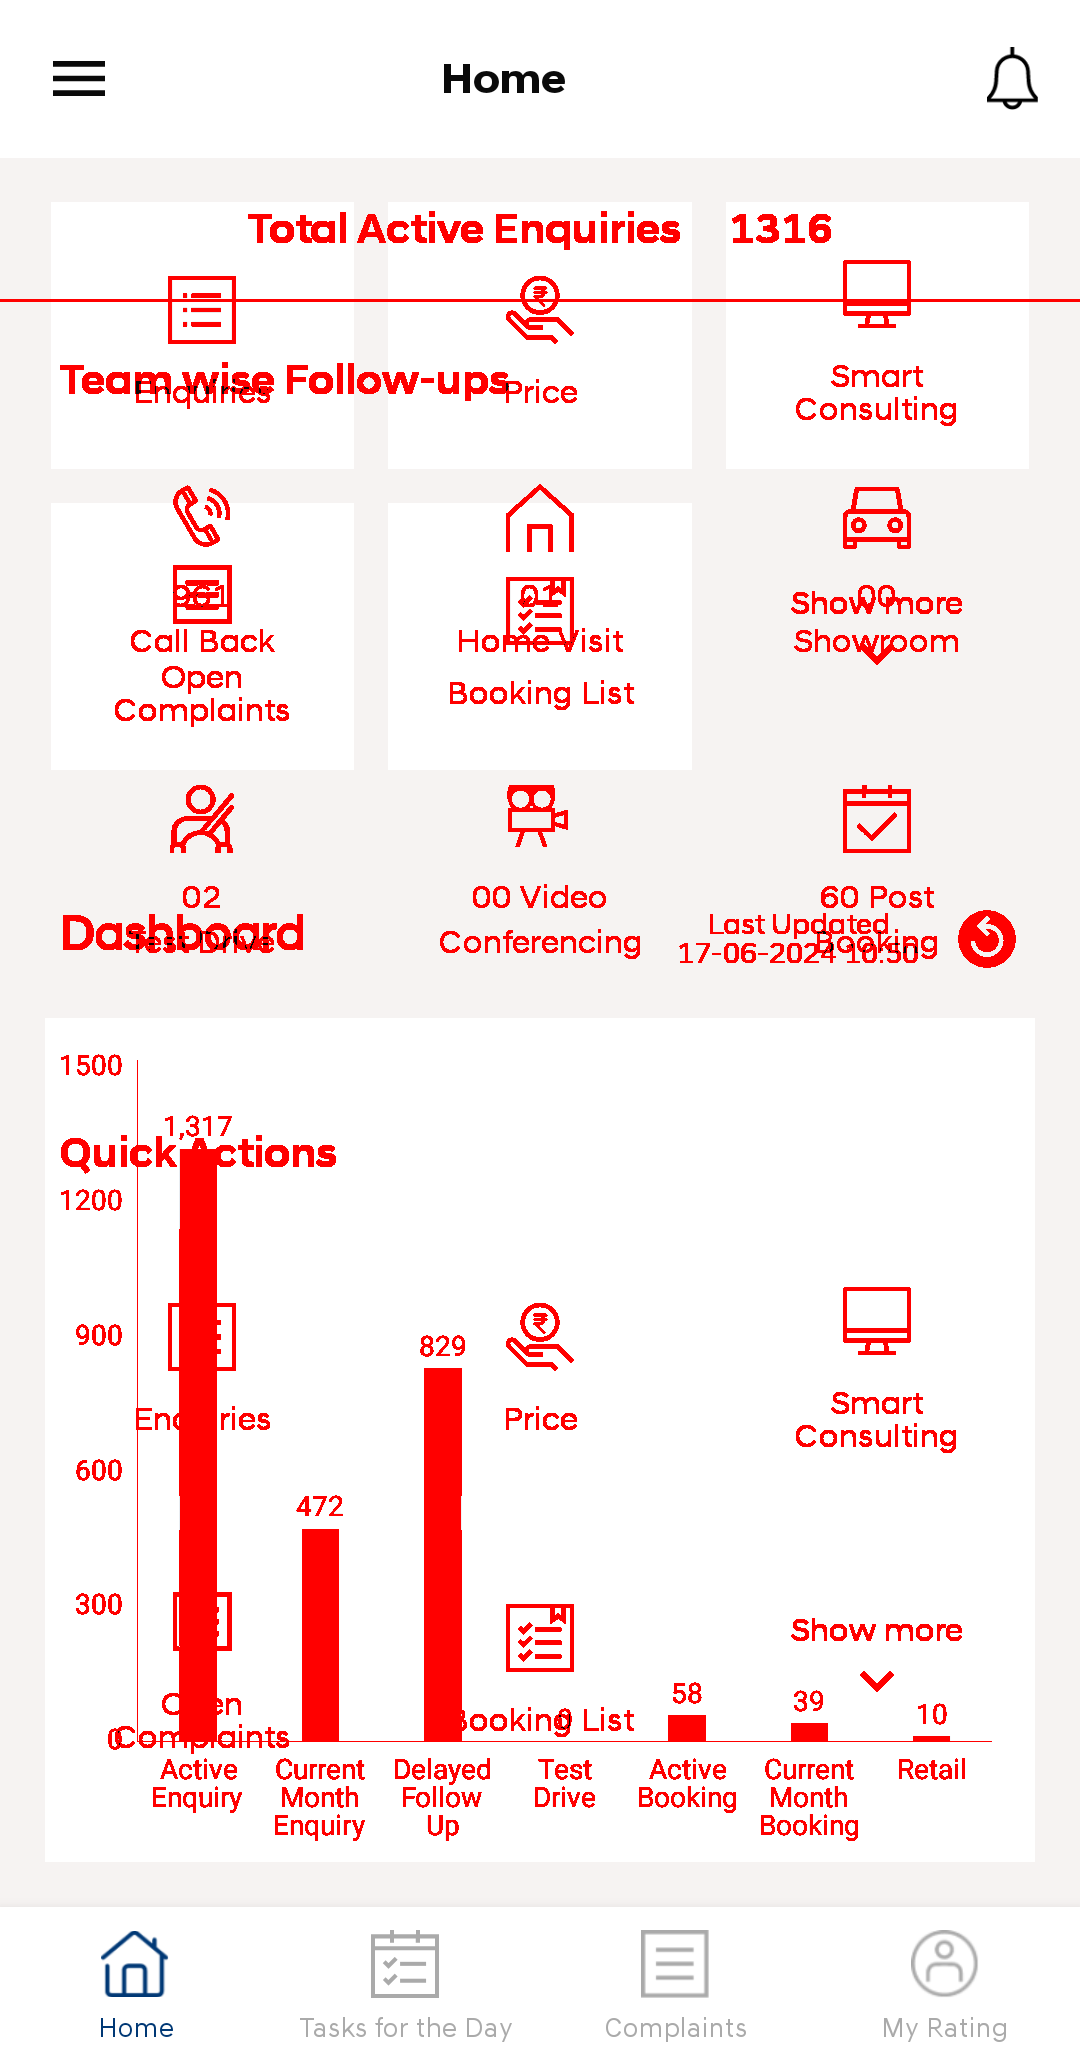 Home
Total Active Enquiries 1316
Team wise Follow-ups
Enquiries
Price
Smart
Consulting
961
01
00
Show more
Call Back
Home Visit
Showroom
Open
Complaints
Booking List
02
00 Video
60 Post
Dashboard
Test Drive
Conferencing
Booking
Last Updated
17-06-2024 10:50
1500
1,317
Quick Actions
1200
900
829
Enquiries
Price
Smart
Consulting
600
472
300
Show more
Open
Complaints
Booking List
58
39
10
0
0
Active
Enquiry
Current
Month
Enquiry
Delayed
Follow
Up
Test
Drive
Active
Booking
Current
Month
Booking
Retail
Home
Tasks for the Day
Complaints
My Rating